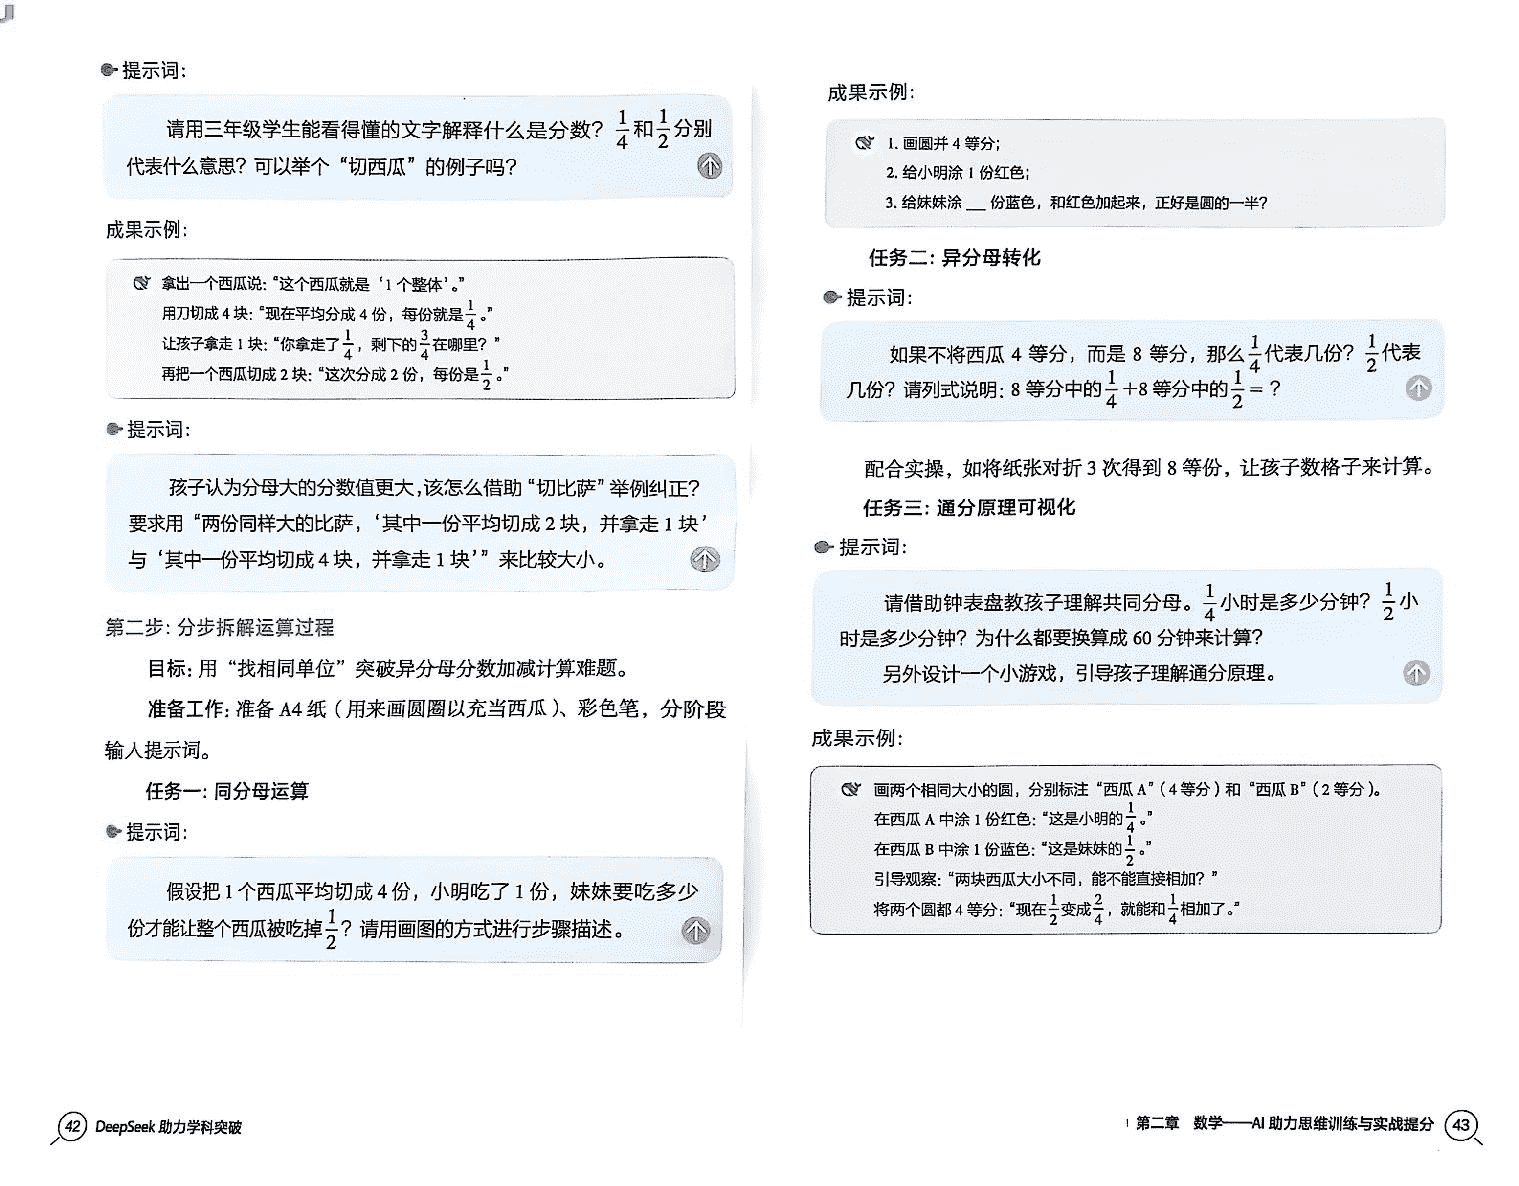 提示词：
请用三年级学生能看得懂的文字解释什么是分数？1/4和1/2分别
代表什么意思？可以举个“切西瓜”的例子吗？
成果示例：
拿出一个西瓜说：“这个西瓜就是‘1个整体’。”
用刀切成4块：“现在平均分成4份，每份就是1/4。”
让孩子拿走1块：“你拿走了1/4，剩下的3/4在哪里？”
再把一个西瓜切成2块：“这次分成2份，每份是1/2。”
提示词：
孩子认为分母大的分数值更大，该怎么借助“切比萨”举例纠正？
要求用“两份同样大的比萨，‘其中一份平均切成2块，并拿走1块’
与‘其中一份平均切成4块，并拿走1块’”来比较大小。
第二步：分步拆解运算过程
目标：用“找相同单位”突破异分母分数加减计算难题。
准备工作：准备A4纸（用来画圆圈以充当西瓜）、彩色笔，分阶段
输入提示词。
任务一：同分母运算
提示词：
假设把1个西瓜平均切成4份，小明吃了1份，妹妹要吃多少
份才能让整个西瓜被吃掉1/2？请用画图的方式进行步骤描述。
42 DeepSeek助力学科突破
成果示例：
1. 画圆并4等分；
2. 给小明涂1份红色；
3. 给妹妹涂__份蓝色，和红色加起来，正好是圆的一半？
任务二：异分母转化
提示词：
如果不将西瓜4等分，而是8等分，那么1/4代表几份？1/2代表
几份？请列式说明：8等分中的1/4+8等分中的1/2=？
配合实操，如将纸张对折3次得到8等份，让孩子数格子来计算。
任务三：通分原理可视化
提示词：
请借助钟表盘教孩子理解共同分母。1/4小时是多少分钟？1/2小
时是多少分钟？为什么都要换算成60分钟来计算？
另外设计一个小游戏，引导孩子理解通分原理。
成果示例：
画两个相同大小的圆，分别标注“西瓜A”（4等分）和“西瓜B”（2等分）。
在西瓜A中涂1份红色：“这是小明的1/4。”
在西瓜B中涂1份蓝色：“这是妹妹的1/2。”
引导观察：“两块西瓜大小不同，能不能直接相加？”
将两个圆都4等分：“现在1/2变成2/4，就能和1/4相加了。”
第二章 数学——AI助力思维训练与实战提分 43